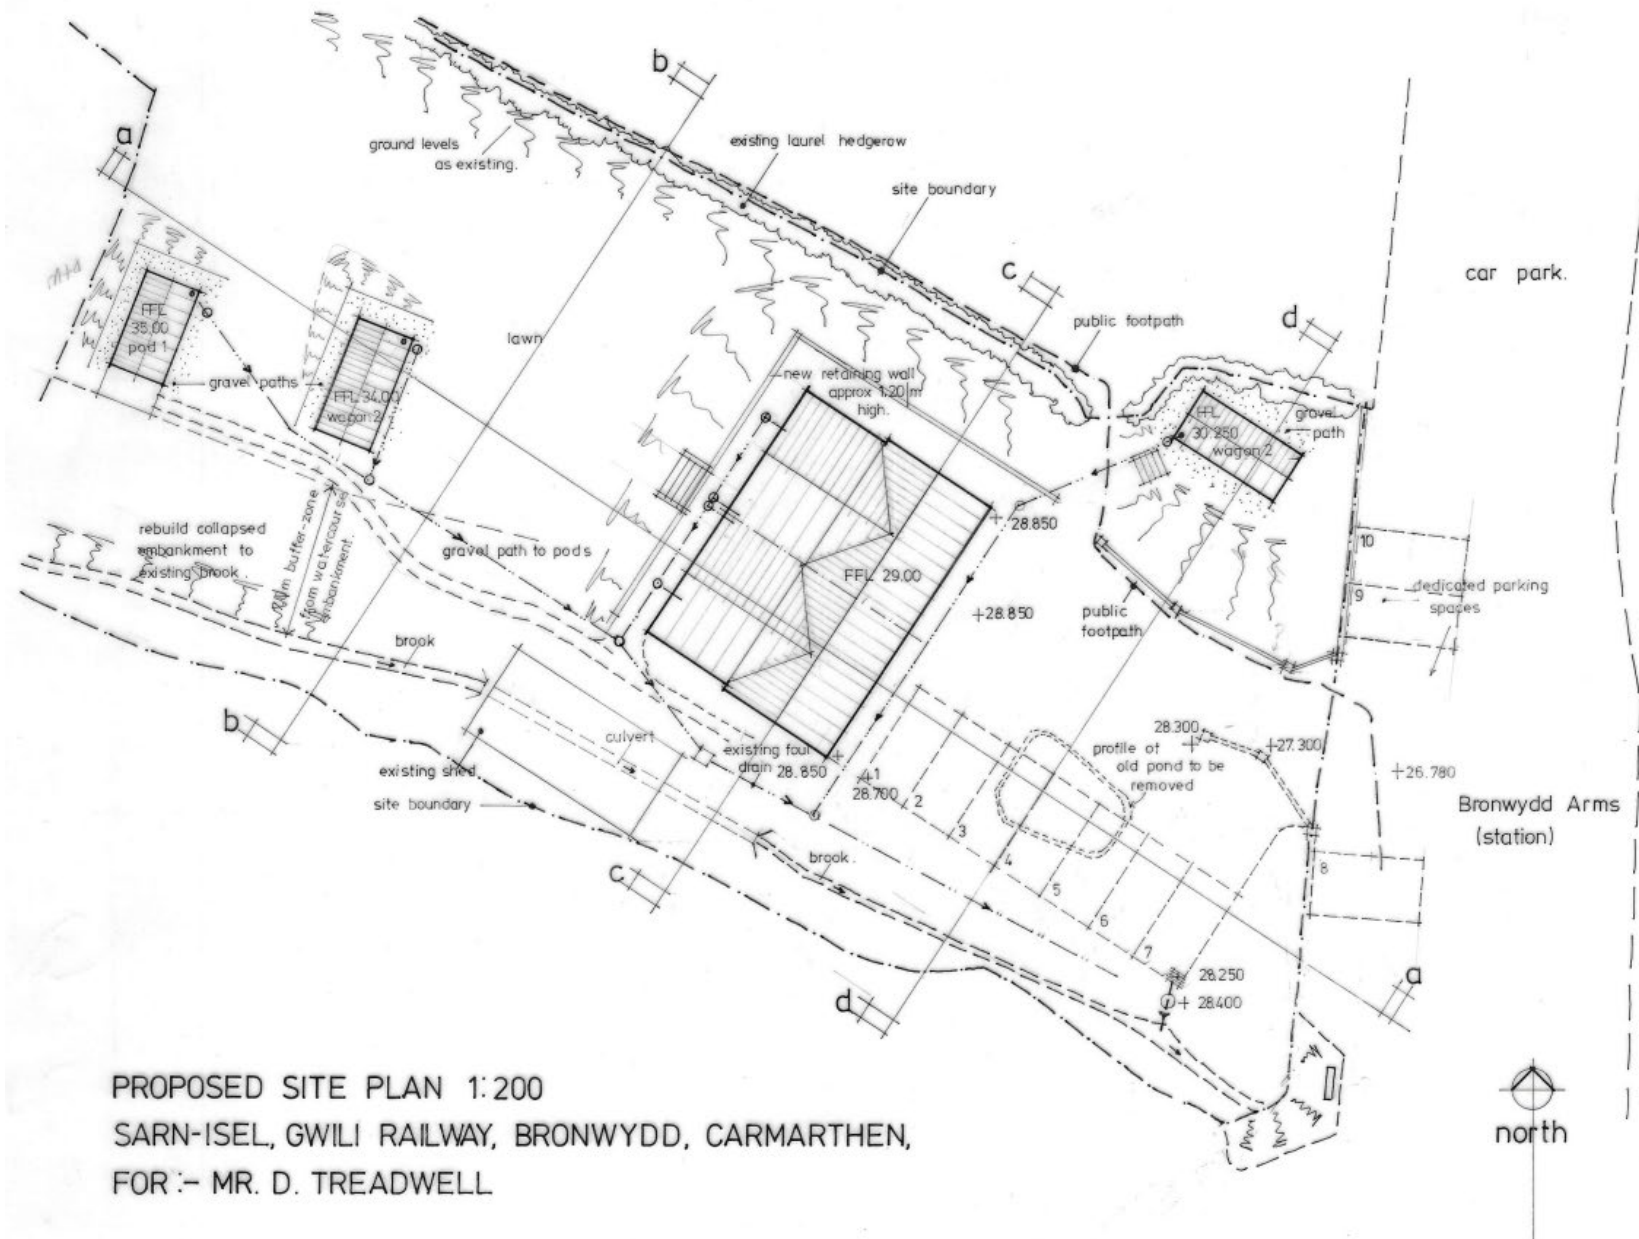 b
a
ground levels
as existing.
existing laurel hedgerow
site boundary
c
public footpath
d
car park.
FFL
35.00
pod 1
gravel paths
FFL 34.00
wagon 2
lawn
new retaining wall
approx 1.20 m
high.
FFL
30.250
wagon 2
gravel
path
28.850
FFL 29.00
28.850
public
footpath
10
9
dedicated parking
spaces
rebuild collapsed
embankment to
existing brook
buffer-zone
from watercourse
embankment.
gravel path to pods
brook
b
culvert
existing shed
site boundary
existing foul
drain
28.850
1
28.700
2
3
4
5
6
7
8
profile of
old pond to be
removed
28.300
27.300
26.780
Bronwydd Arms
(station)
brook.
c
d
28.250
28.400
a
PROPOSED SITE PLAN 1:200
SARN-ISEL, GWILI RAILWAY, BRONWYDD, CARMARTHEN,
FOR :- MR. D. TREADWELL
north